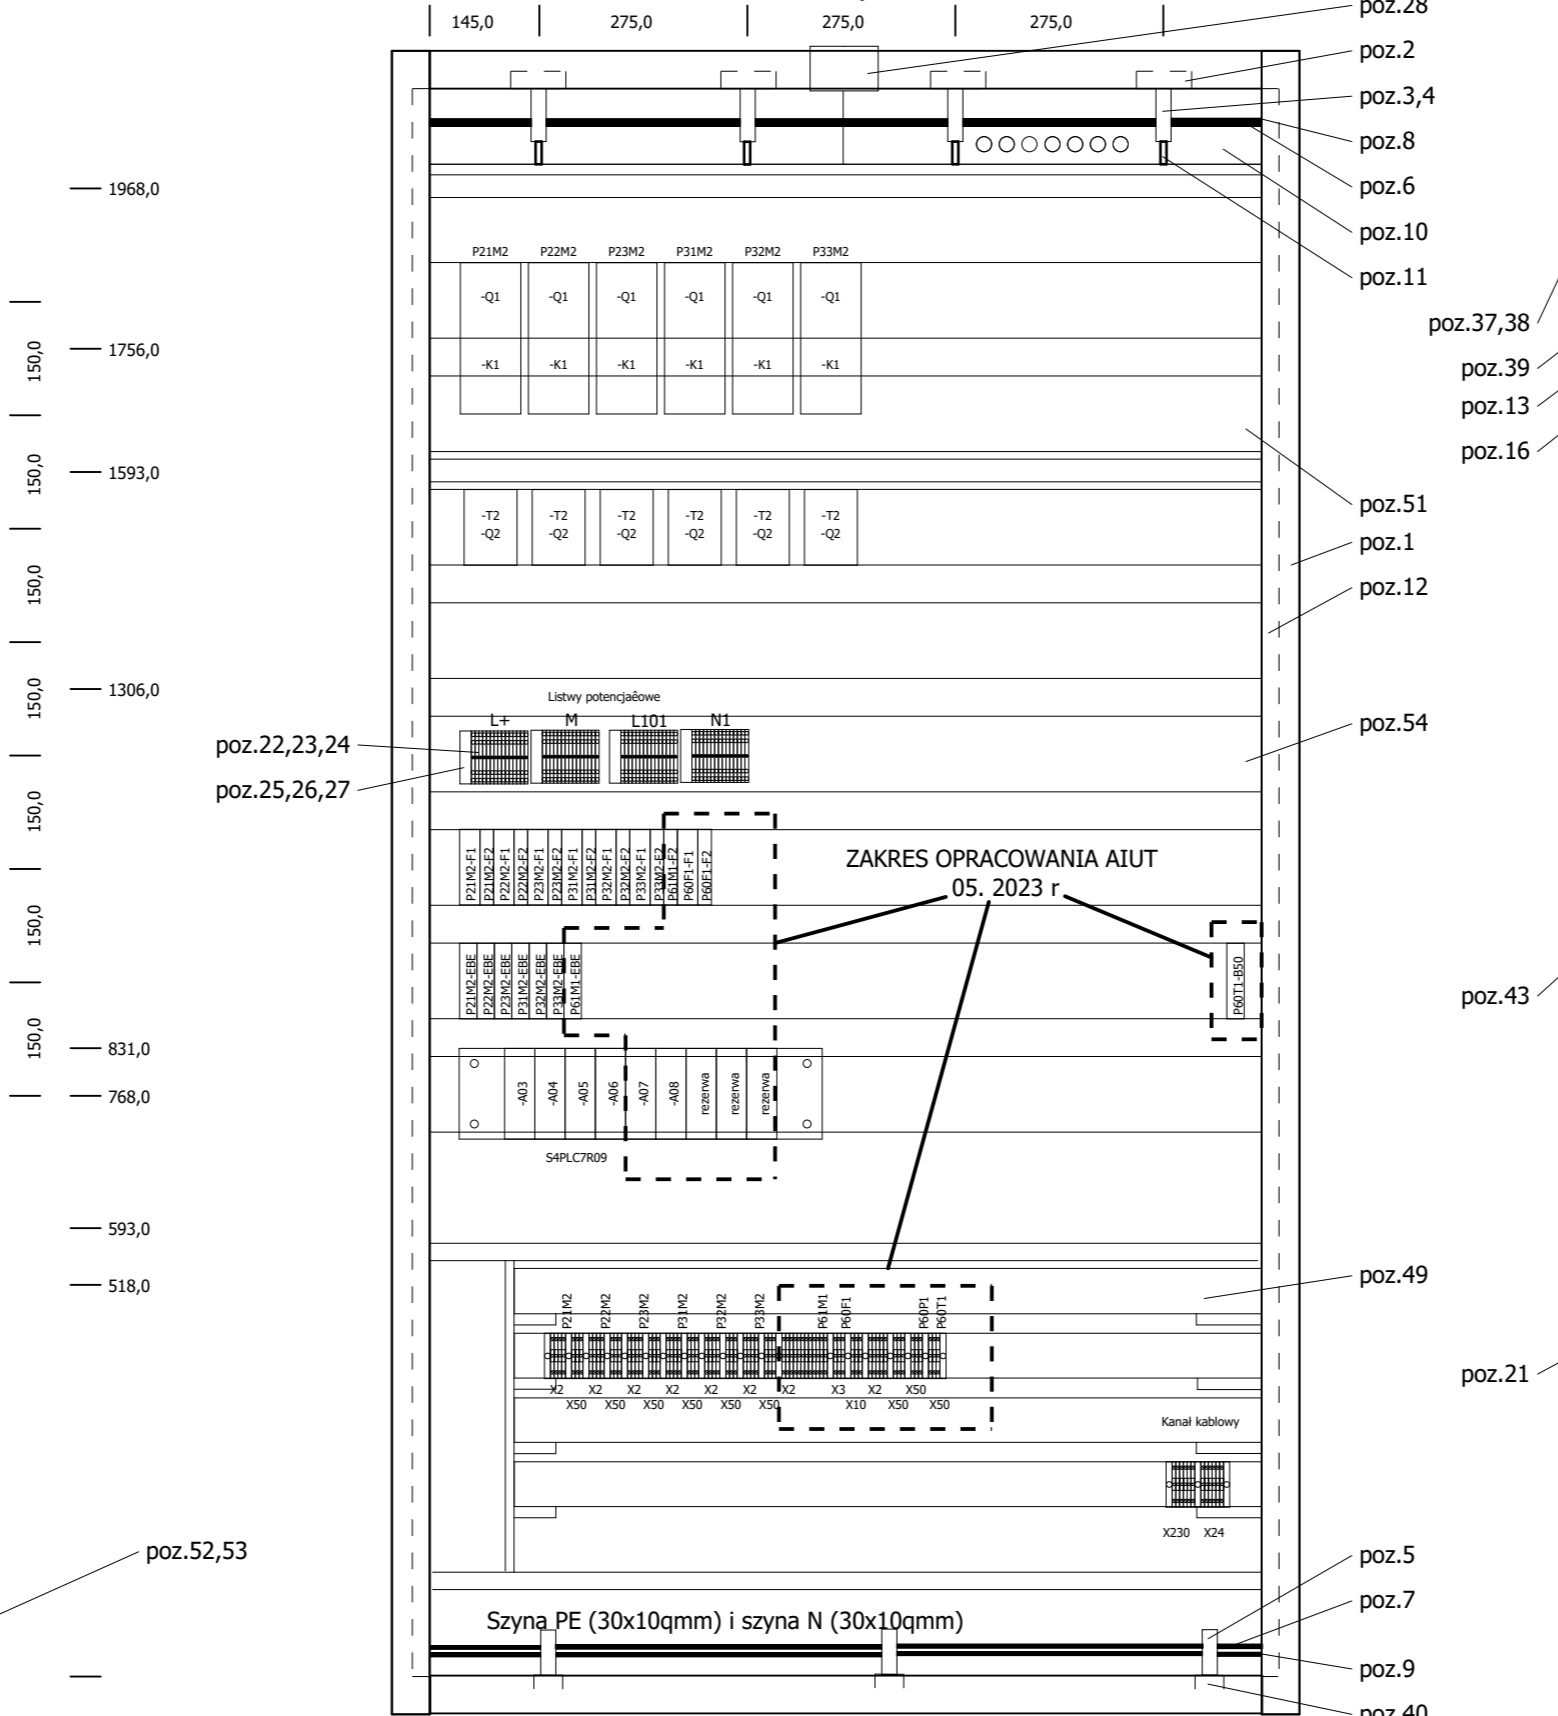 145,0 275,0 275,0 275,0
poz.28
poz.2
poz.3,4
poz.8
poz.6
poz.10
poz.11
1968,0
P21M2 P22M2 P23M2 P31M2 P32M2 P33M2
-Q1 -Q1 -Q1 -Q1 -Q1 -Q1
poz.37,38
150,0 1756,0
-K1 -K1 -K1 -K1 -K1 -K1
poz.39
poz.13
poz.16
150,0 1593,0
poz.51
-T2 -T2 -T2 -T2 -T2 -T2
-Q2 -Q2 -Q2 -Q2 -Q2 -Q2
poz.1
150,0
poz.12
150,0 1306,0
Listwy potencjaêowe
L+ M L101 N1
poz.54
poz.22,23,24
poz.25,26,27
150,0
ZAKRES OPRACOWANIA AIUT
05. 2023 r
P21M2-F1 P21M2-F2 P22M2-F1 P22M2-F2 P23M2-F1 P23M2-F2 P31M2-F1 P31M2-F2 P32M2-F1 P32M2-F2 P33M2-F1 P33M2-F2 P61M1-F2 P60F1-F1 P60F1-F2
150,0
P21M2-EBE P22M2-EBE P23M2-EBE P31M2-EBE P32M2-EBE P33M2-EBE P61M1-EBE
P60T1-B50
poz.43
150,0 831,0
768,0
-A03 -A04 -A05 -A06 -A07 -A08 rezerwa rezerwa rezerwa
S4PLC7R09
593,0
518,0
poz.49
P21M2 P22M2 P23M2 P31M2 P32M2 P33M2 P61M1 P60F1 P60P1 P60T1
poz.21
X2 X2 X2 X2 X2 X2 X2 X3 X2 X50
X50 X50 X50 X50 X50 X50 X10 X50 X50
Kanał kablowy
X230 X24
poz.52,53
poz.5
poz.7
Szyna PE (30x10qmm) i szyna N (30x10qmm)
poz.9
poz.40